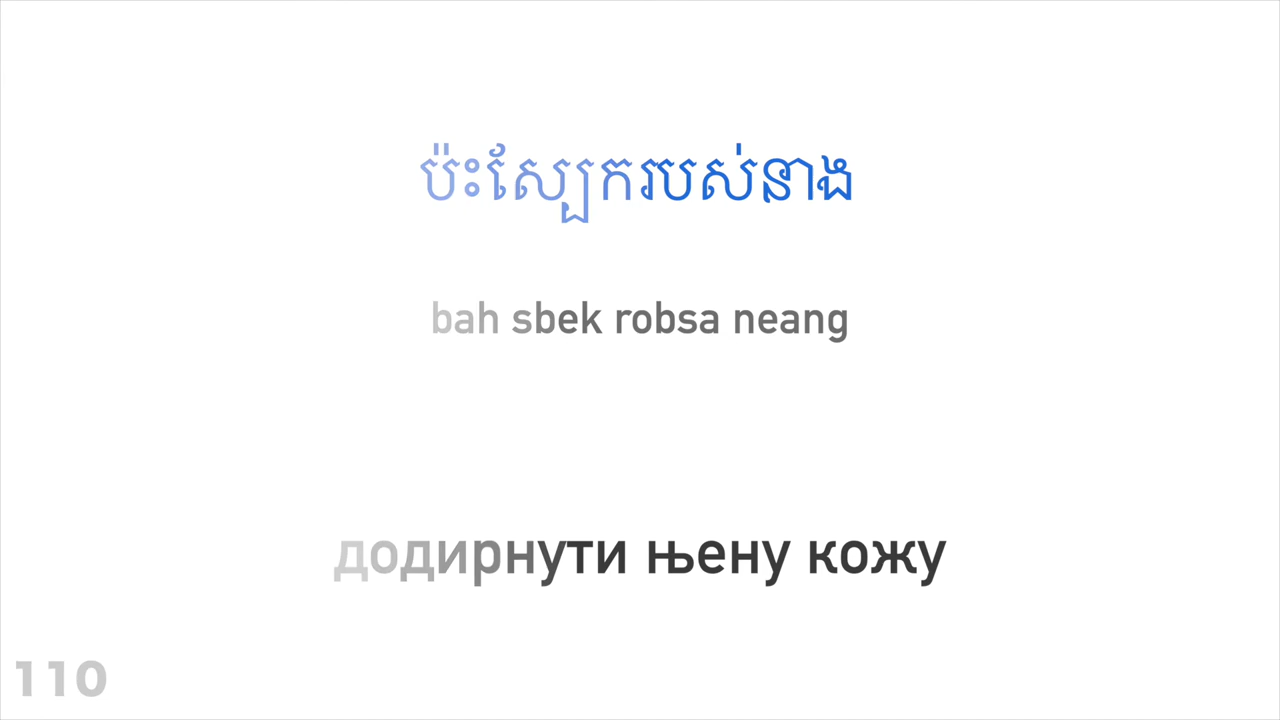 ប៉ះស្បែករបស់នាង
bah sbek robsa neang
додирнути њену кожу
110